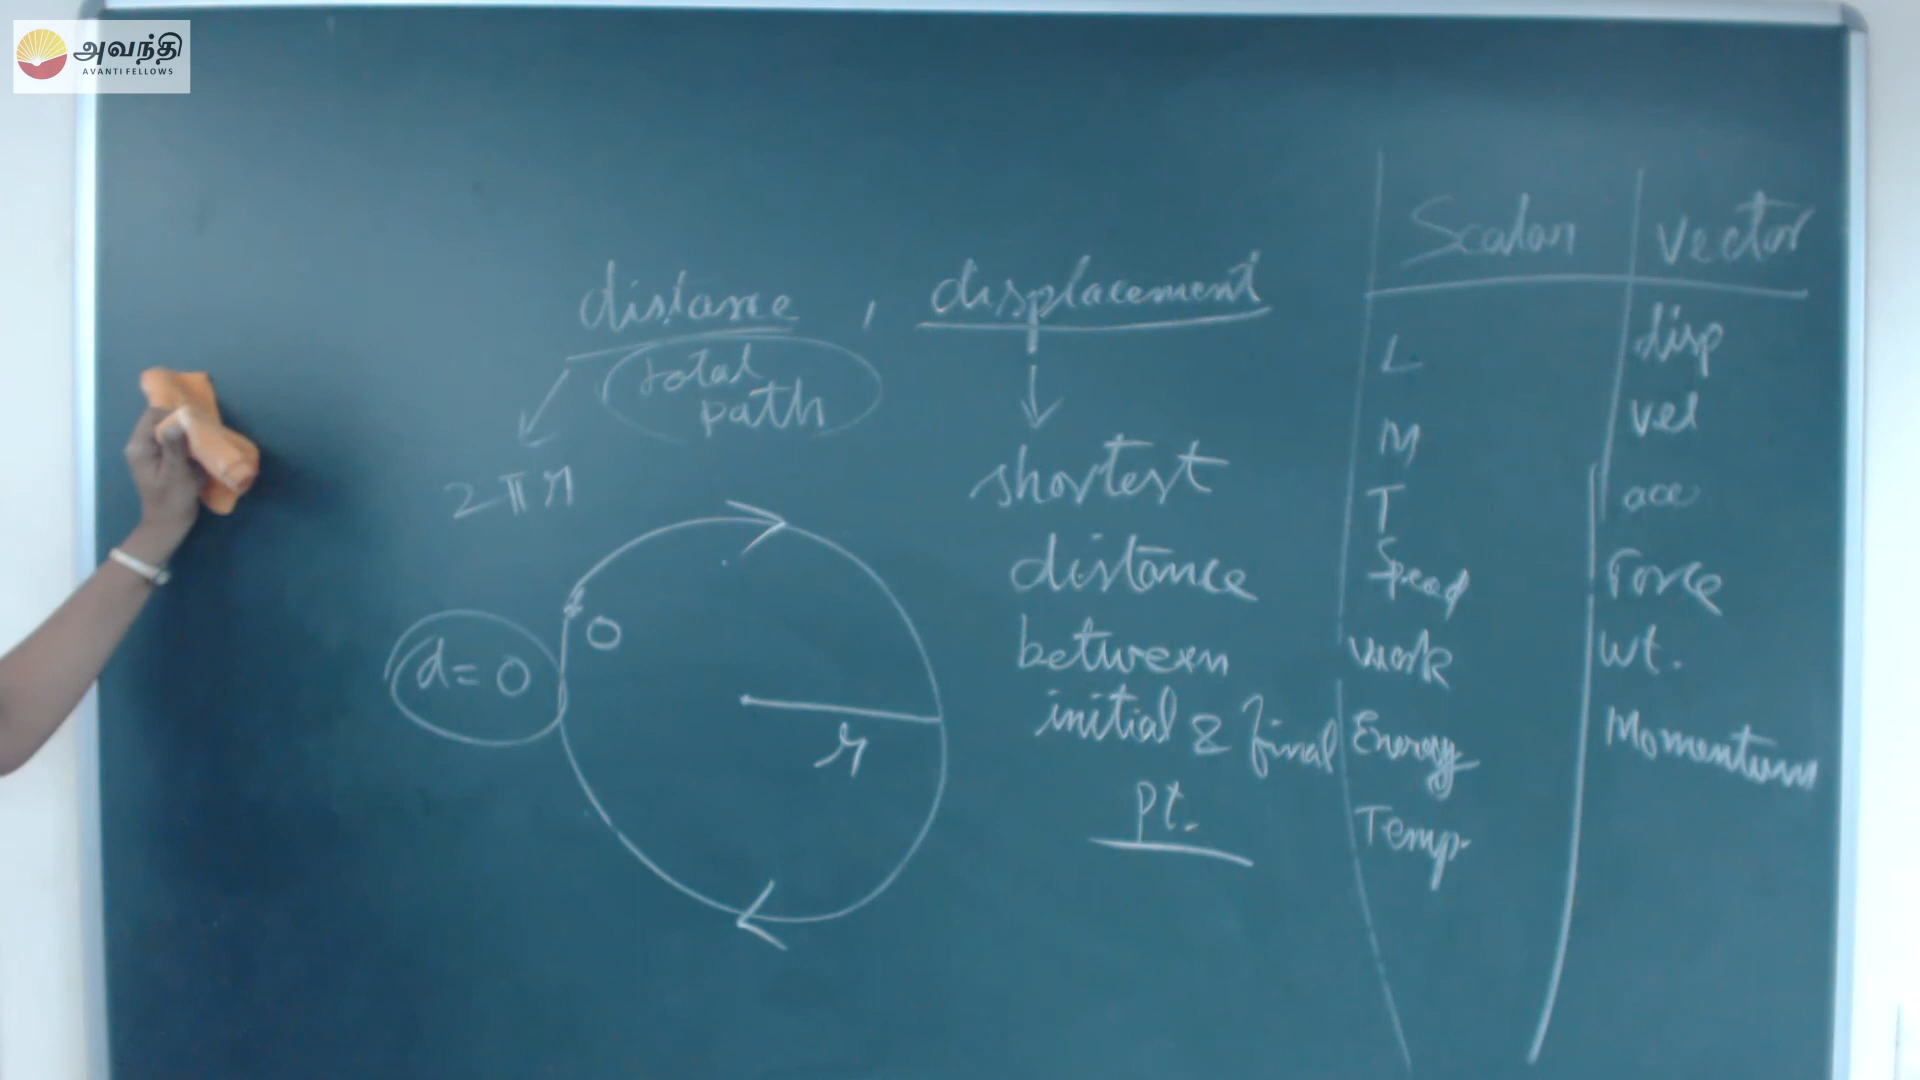 அவந்தி
AVANTI FELLOWS
distance , displacement
total
path
2πr
shortest
distance
between
initial & final
pt.
O
d = 0
r
Scalar Vector
L disp
M vel
T acc
Speed Force
Work Wt.
Energy Momentum
Temp.